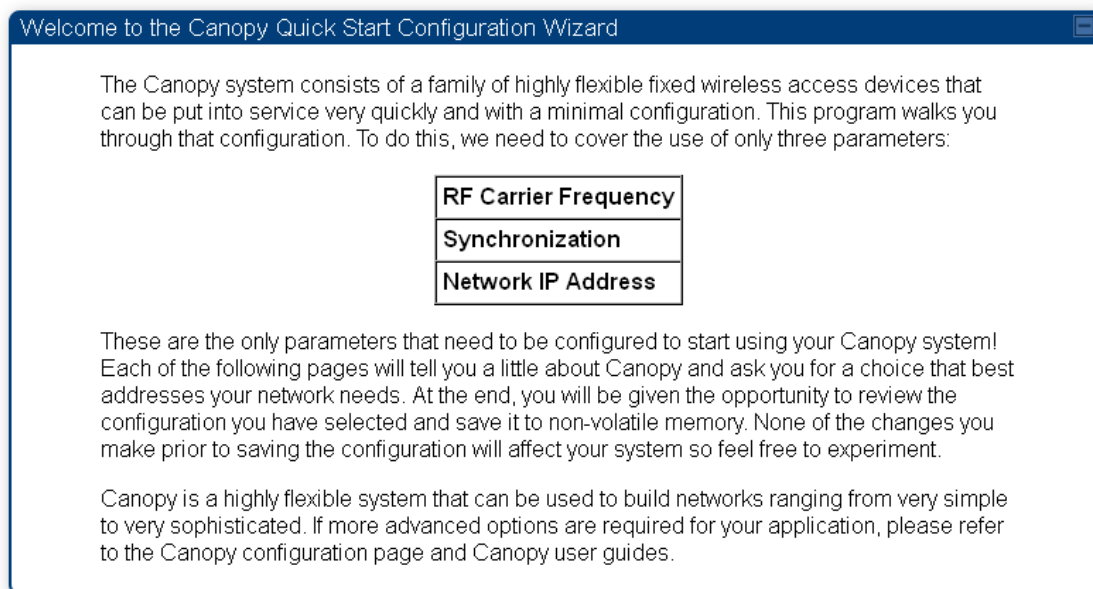 Welcome to the Canopy Quick Start Configuration Wizard
The Canopy system consists of a family of highly flexible fixed wireless access devices that
can be put into service very quickly and with a minimal configuration. This program walks you
through that configuration. To do this, we need to cover the use of only three parameters:
RF Carrier Frequency
Synchronization
Network IP Address
These are the only parameters that need to be configured to start using your Canopy system!
Each of the following pages will tell you a little about Canopy and ask you for a choice that best
addresses your network needs. At the end, you will be given the opportunity to review the
configuration you have selected and save it to non-volatile memory. None of the changes you
make prior to saving the configuration will affect your system so feel free to experiment.
Canopy is a highly flexible system that can be used to build networks ranging from very simple
to very sophisticated. If more advanced options are required for your application, please refer
to the Canopy configuration page and Canopy user guides.